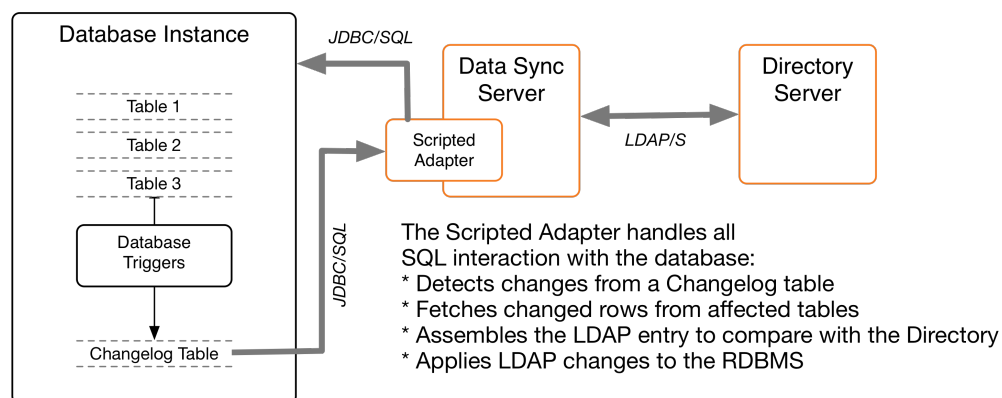 Database Instance
Table 1
Table 2
Table 3
Database
Triggers
Changelog Table
JDBC/SQL
JDBC/SQL
Data Sync
Server
Scripted
Adapter
LDAP/S
Directory
Server
The Scripted Adapter handles all
SQL interaction with the database:
* Detects changes from a Changelog table
* Fetches changed rows from affected tables
* Assembles the LDAP entry to compare with the Directory
* Applies LDAP changes to the RDBMS